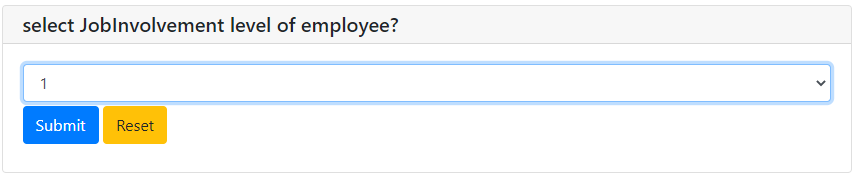 select JobInvolvement level of employee?
1
Submit Reset